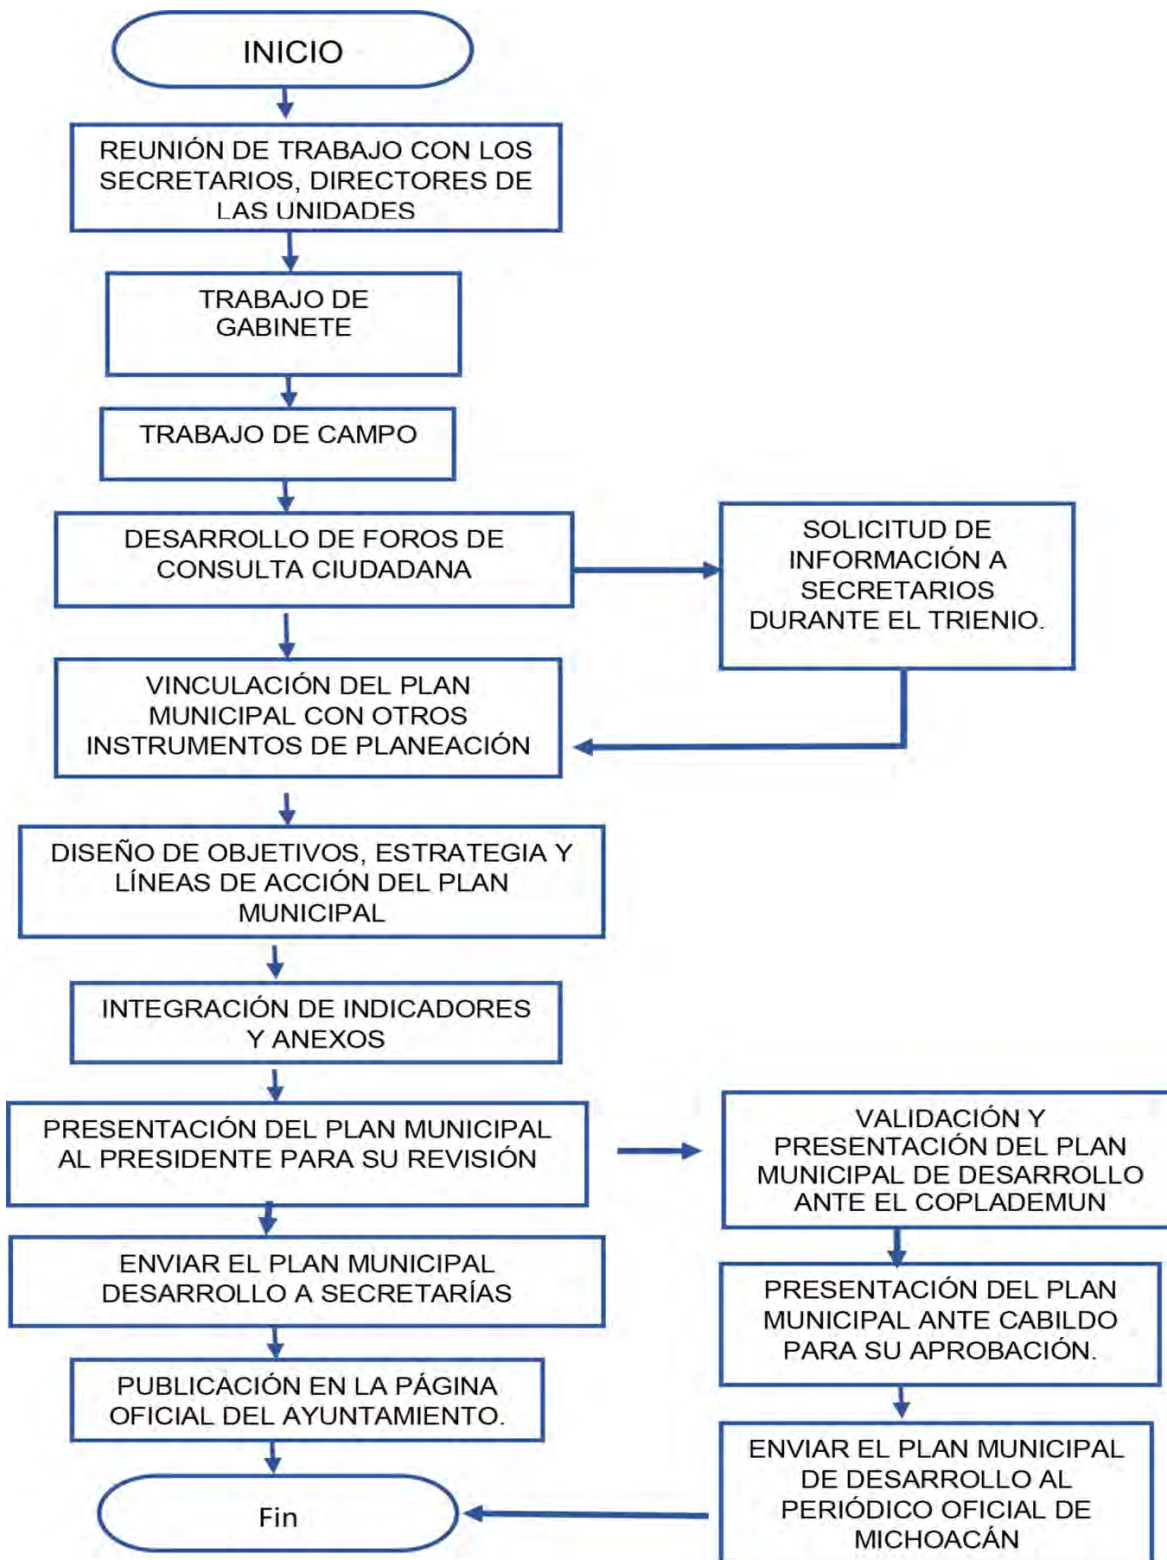 INICIO
REUNIÓN DE TRABAJO CON LOS
SECRETARIOS, DIRECTORES DE
LAS UNIDADES
TRABAJO DE
GABINETE
TRABAJO DE CAMPO
DESARROLLO DE FOROS DE
CONSULTA CIUDADANA
SOLICITUD DE
INFORMACIÓN A
SECRETARIOS
DURANTE EL TRIENIO.
VINCULACIÓN DEL PLAN
MUNICIPAL CON OTROS
INSTRUMENTOS DE PLANEACIÓN
DISEÑO DE OBJETIVOS, ESTRATEGIA Y
LÍNEAS DE ACCIÓN DEL PLAN
MUNICIPAL
INTEGRACIÓN DE INDICADORES
Y ANEXOS
PRESENTACIÓN DEL PLAN MUNICIPAL
AL PRESIDENTE PARA SU REVISIÓN
VALIDACIÓN Y
PRESENTACIÓN DEL PLAN
MUNICIPAL DE DESARROLLO
ANTE EL COPLADEMUN
ENVIAR EL PLAN MUNICIPAL
DESARROLLO A SECRETARÍAS
PRESENTACIÓN DEL PLAN
MUNICIPAL ANTE CABILDO
PARA SU APROBACIÓN.
PUBLICACIÓN EN LA PÁGINA
OFICIAL DEL AYUNTAMIENTO.
ENVIAR EL PLAN MUNICIPAL
DE DESARROLLO AL
PERIÓDICO OFICIAL DE
MICHOACÁN
Fin